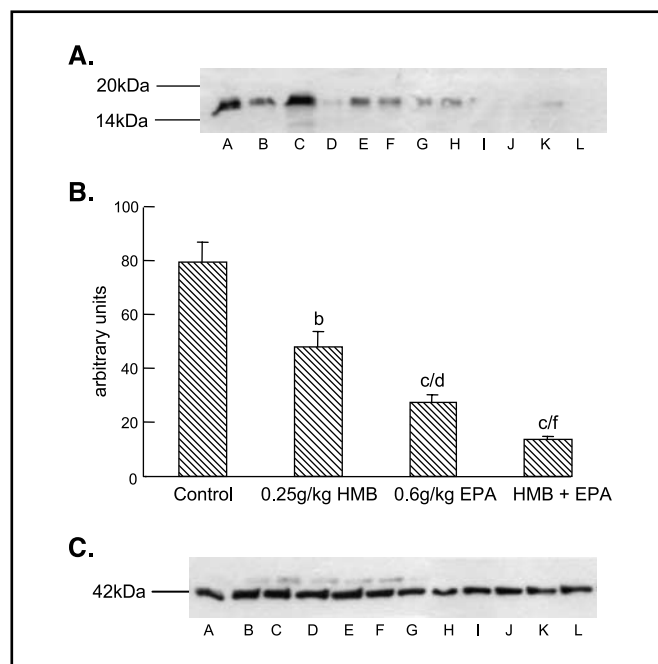 A.
20kDa
14kDa
A B C D E F G H I J K L
B.
100
80
60
40
20
0
arbitrary units
b
c/d
c/f
Control 0.25g/kg HMB 0.6g/kg EPA HMB + EPA
C.
42kDa
A B C D E F G H I J K L